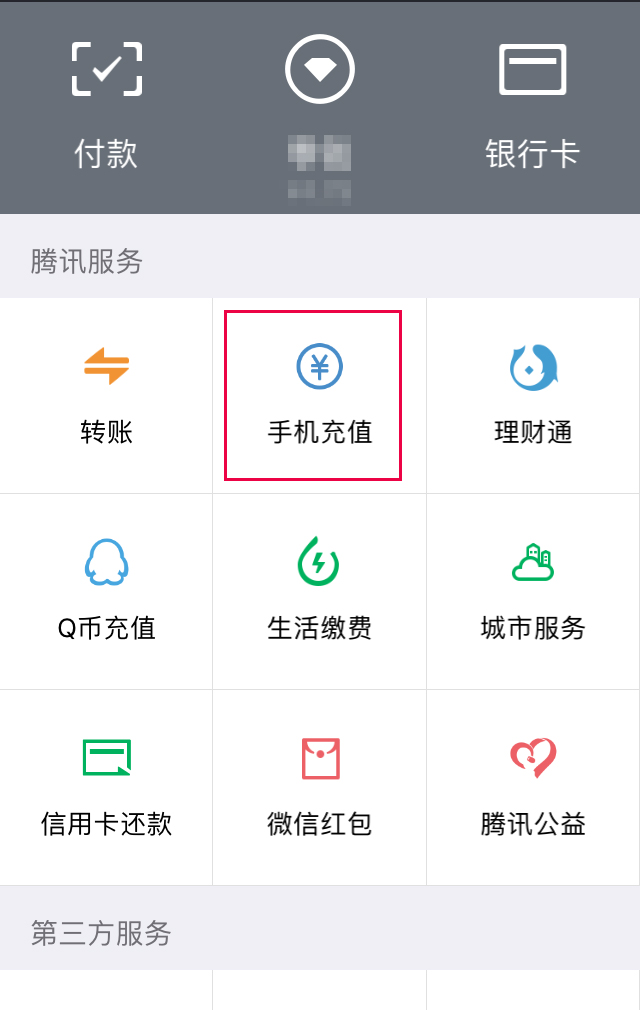 付款
银行卡
腾讯服务
转账
手机充值
理财通
Q币充值
生活缴费
城市服务
信用卡还款
微信红包
腾讯公益
第三方服务